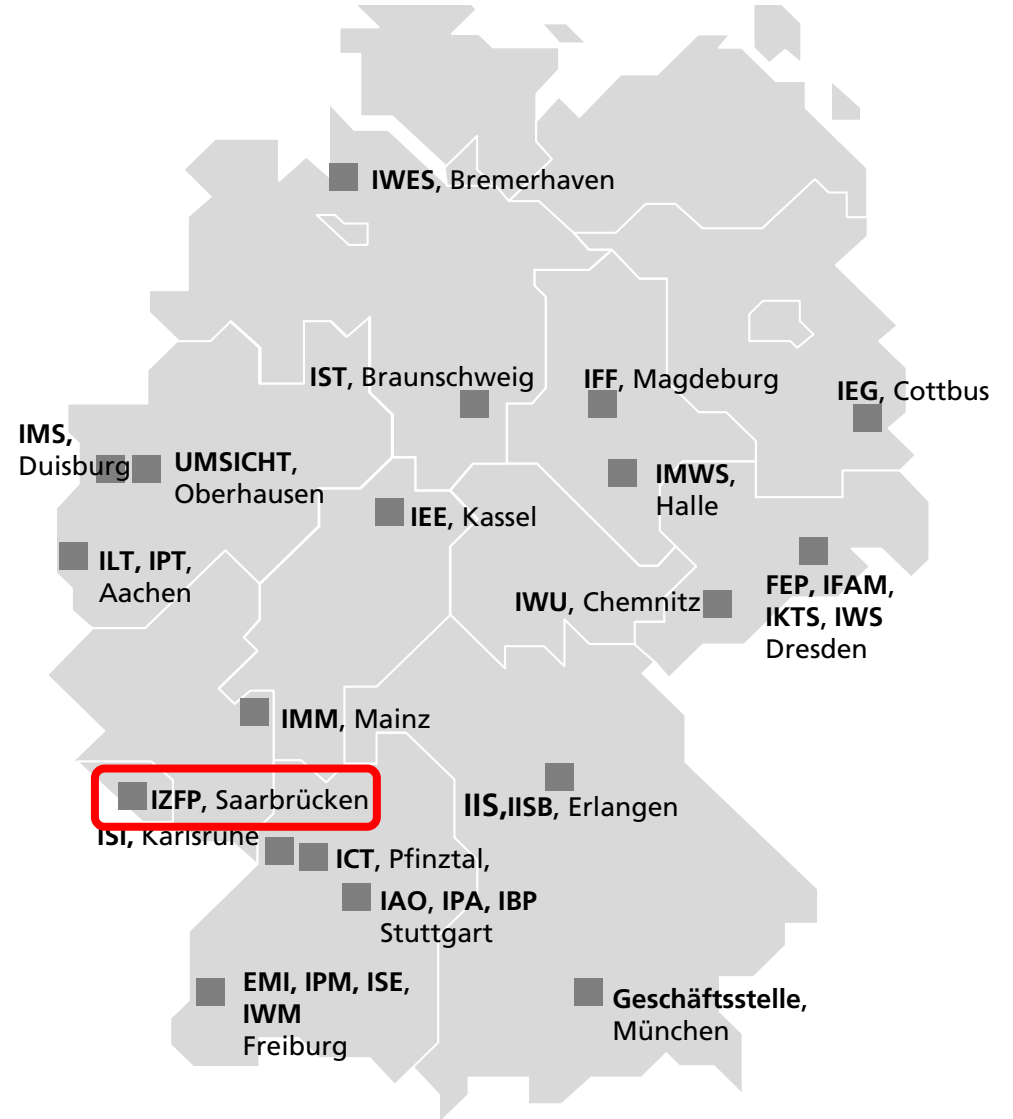 IWES, Bremerhaven
IST, Braunschweig
IFF, Magdeburg
IEG, Cottbus
IMS,
Duisburg
UMSICHT,
Oberhausen
IMWS,
Halle
IEE, Kassel
ILT, IPT,
Aachen
IWU, Chemnitz
FEP, IFAM,
IKTS, IWS
Dresden
IMM, Mainz
IZFP, Saarbrücken
IIS,IISB, Erlangen
ISI, Karlsruhe
ICT, Pfinztal,
IAO, IPA, IBP
Stuttgart
EMI, IPM, ISE,
IWM
Freiburg
Geschäftsstelle,
München